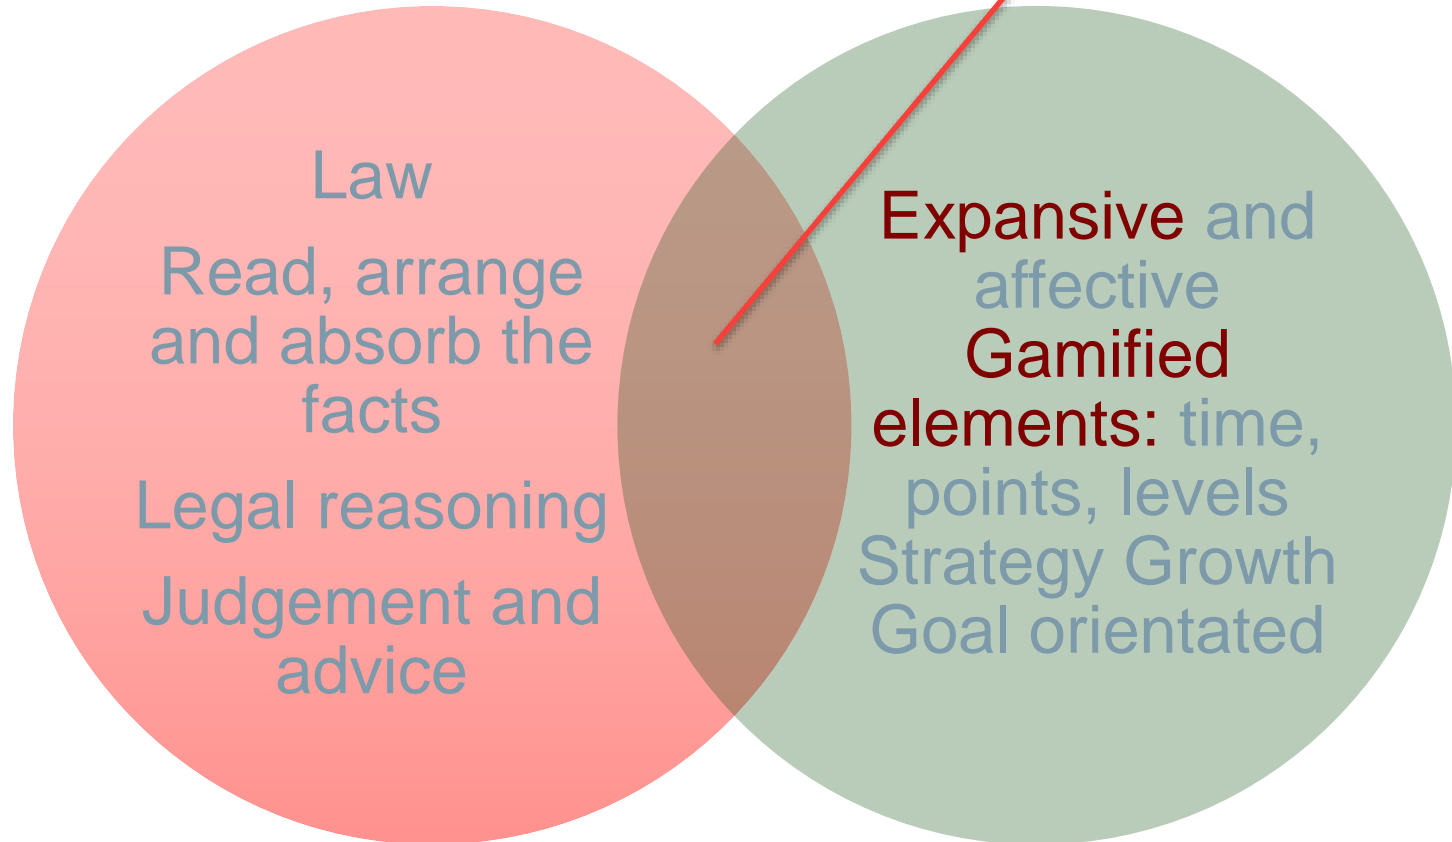 Law
Read, arrange
and absorb the
facts
Legal reasoning
Judgement and
advice
Expansive and
affective
Gamified
elements: time,
points, levels
Strategy Growth
Goal orientated